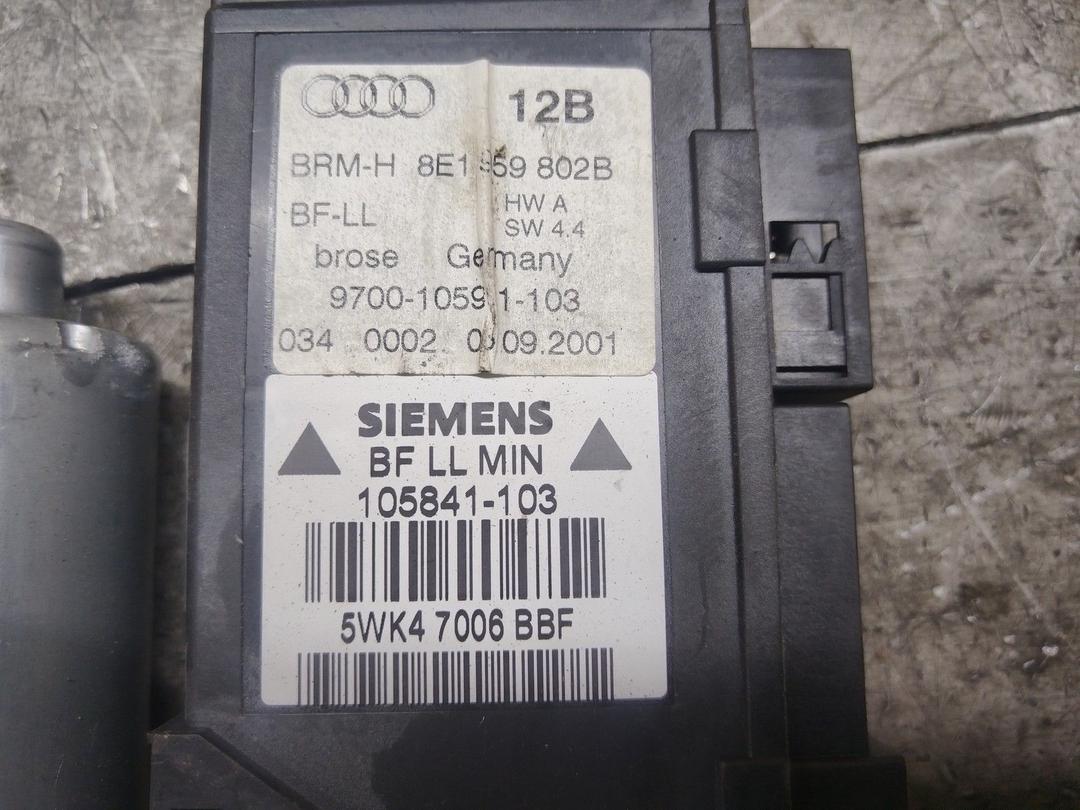 12B
BRM-H 8E1 959 802B
BF-LL
HW A
SW 4.4
brose Germany
9700-10591-103
034 0002 09.2001
SIEMENS
BF LL MIN
105841-103
5WK4 7006 BBF